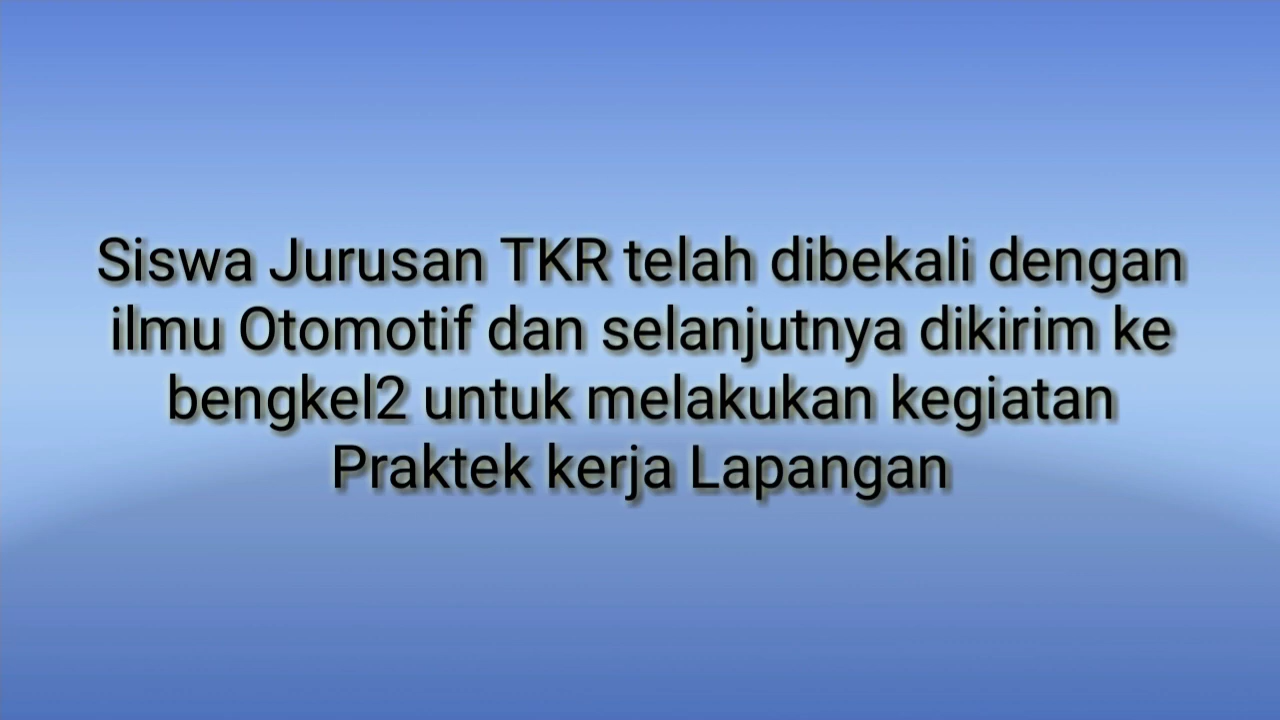 Siswa Jurusan TKR telah dibekali dengan
ilmu Otomotif dan selanjutnya dikirim ke
bengkel2 untuk melakukan kegiatan
Praktek kerja Lapangan